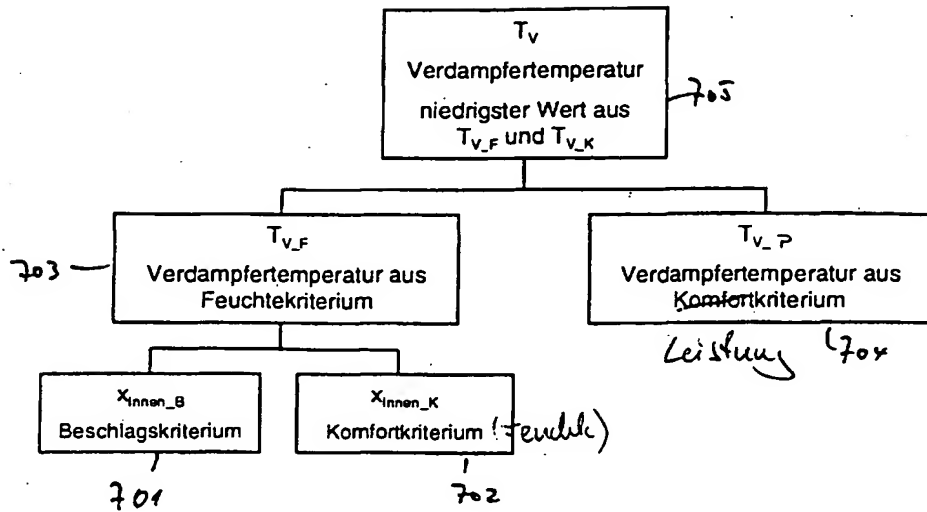 T_V
Verdampfertemperatur
niedrigster Wert aus
T_V_F und T_V_K
705
T_V_F
Verdampfertemperatur aus
Feuchtekriterium
703
T_V_P
Verdampfertemperatur aus
Komfortkriterium
Leistung
704
x_Innen_B
Beschlagskriterium
701
x_Innen_K
Komfortkriterium (Feuchte)
702